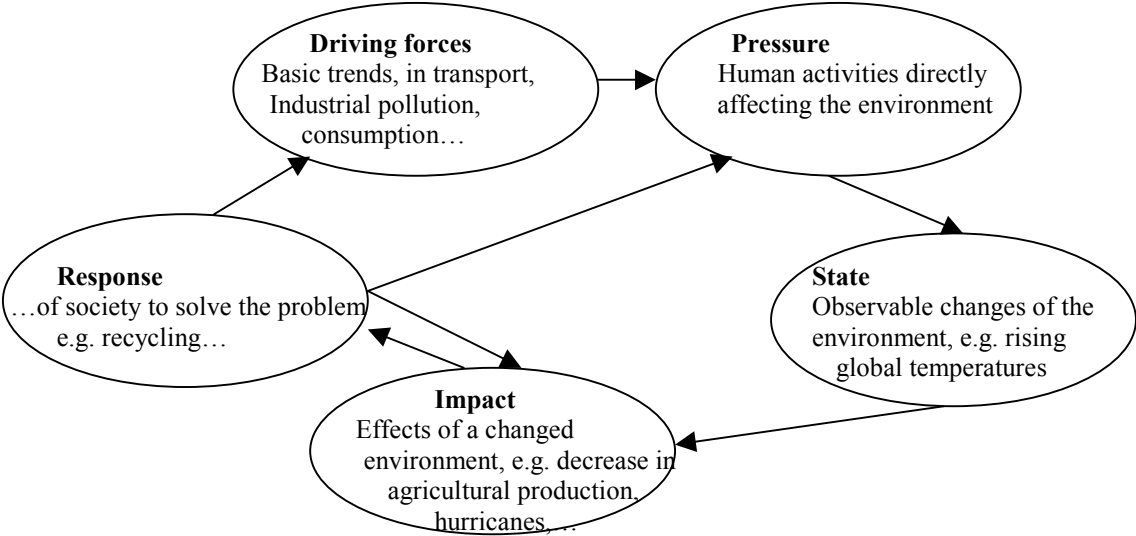 Driving forces
Basic trends, in transport,
Industrial pollution,
consumption…
Pressure
Human activities directly
affecting the environment
Response
…of society to solve the problem
e.g. recycling…
State
Observable changes of the
environment, e.g. rising
global temperatures
Impact
Effects of a changed
environment, e.g. decrease in
agricultural production,
hurricanes,…